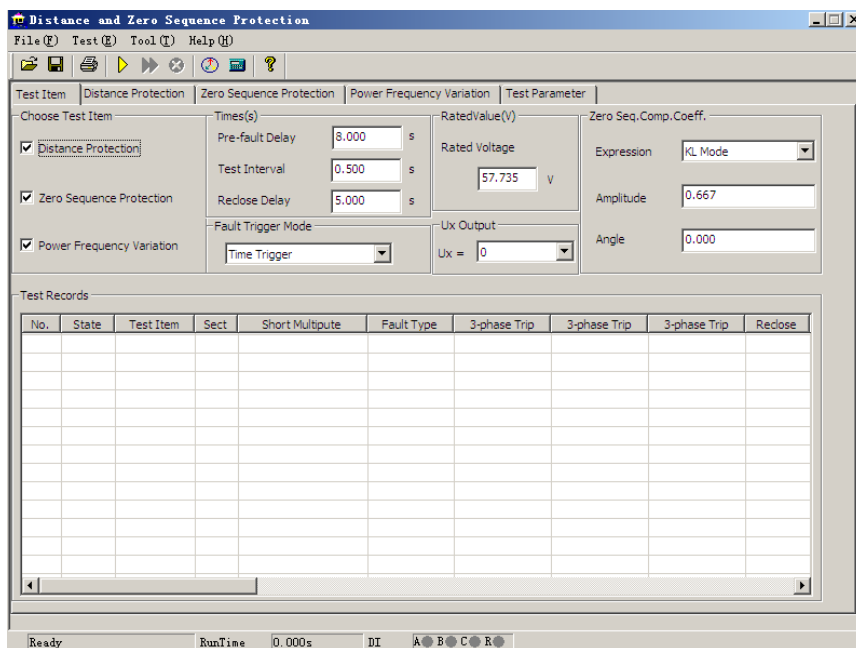 Distance and Zero Sequence Protection
File(F) Test(E) Tool(T) Help(H)
Test Item Distance Protection Zero Sequence Protection Power Frequency Variation Test Parameter
Choose Test Item
Distance Protection
Zero Sequence Protection
Power Frequency Variation
Times(s)
Pre-fault Delay 8.000 s
Test Interval 0.500 s
Reclose Delay 5.000 s
Fault Trigger Mode
Time Trigger
RatedValue(V)
Rated Voltage
57.735 V
Ux Output
Ux = 0
Zero Seq.Comp.Coeff.
Expression KL Mode
Amplitude 0.667
Angle 0.000
Test Records
No. State Test Item Sect Short Multipute Fault Type 3-phase Trip 3-phase Trip 3-phase Trip Reclose
Ready RunTime 0.000s DI A B C R